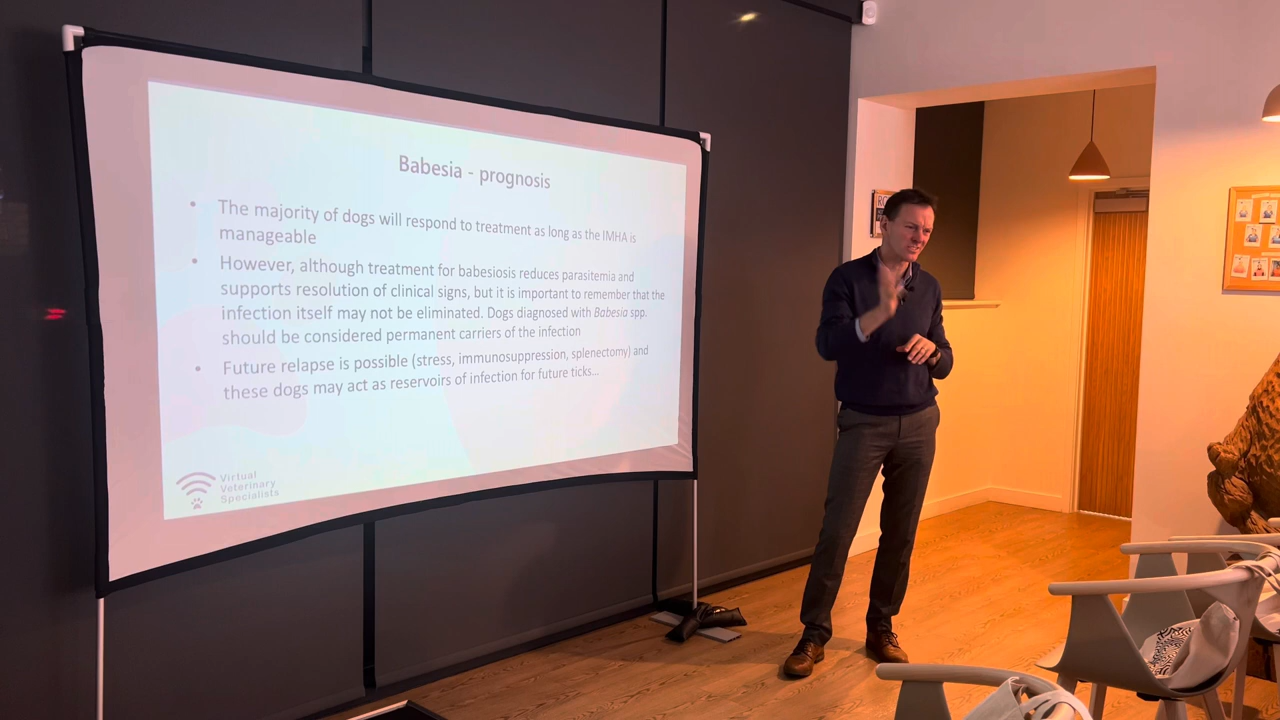 Babesia - prognosis
• The majority of dogs will respond to treatment as long as the IMHA is
manageable
• However, although treatment for babesiosis reduces parasitemia and
supports resolution of clinical signs, but it is important to remember that the
infection itself may not be eliminated. Dogs diagnosed with Babesia spp.
should be considered permanent carriers of the infection
• Future relapse is possible (stress, immunosuppression, splenectomy) and
these dogs may act as reservoirs of infection for future ticks…
Virtual
Veterinary
Specialists